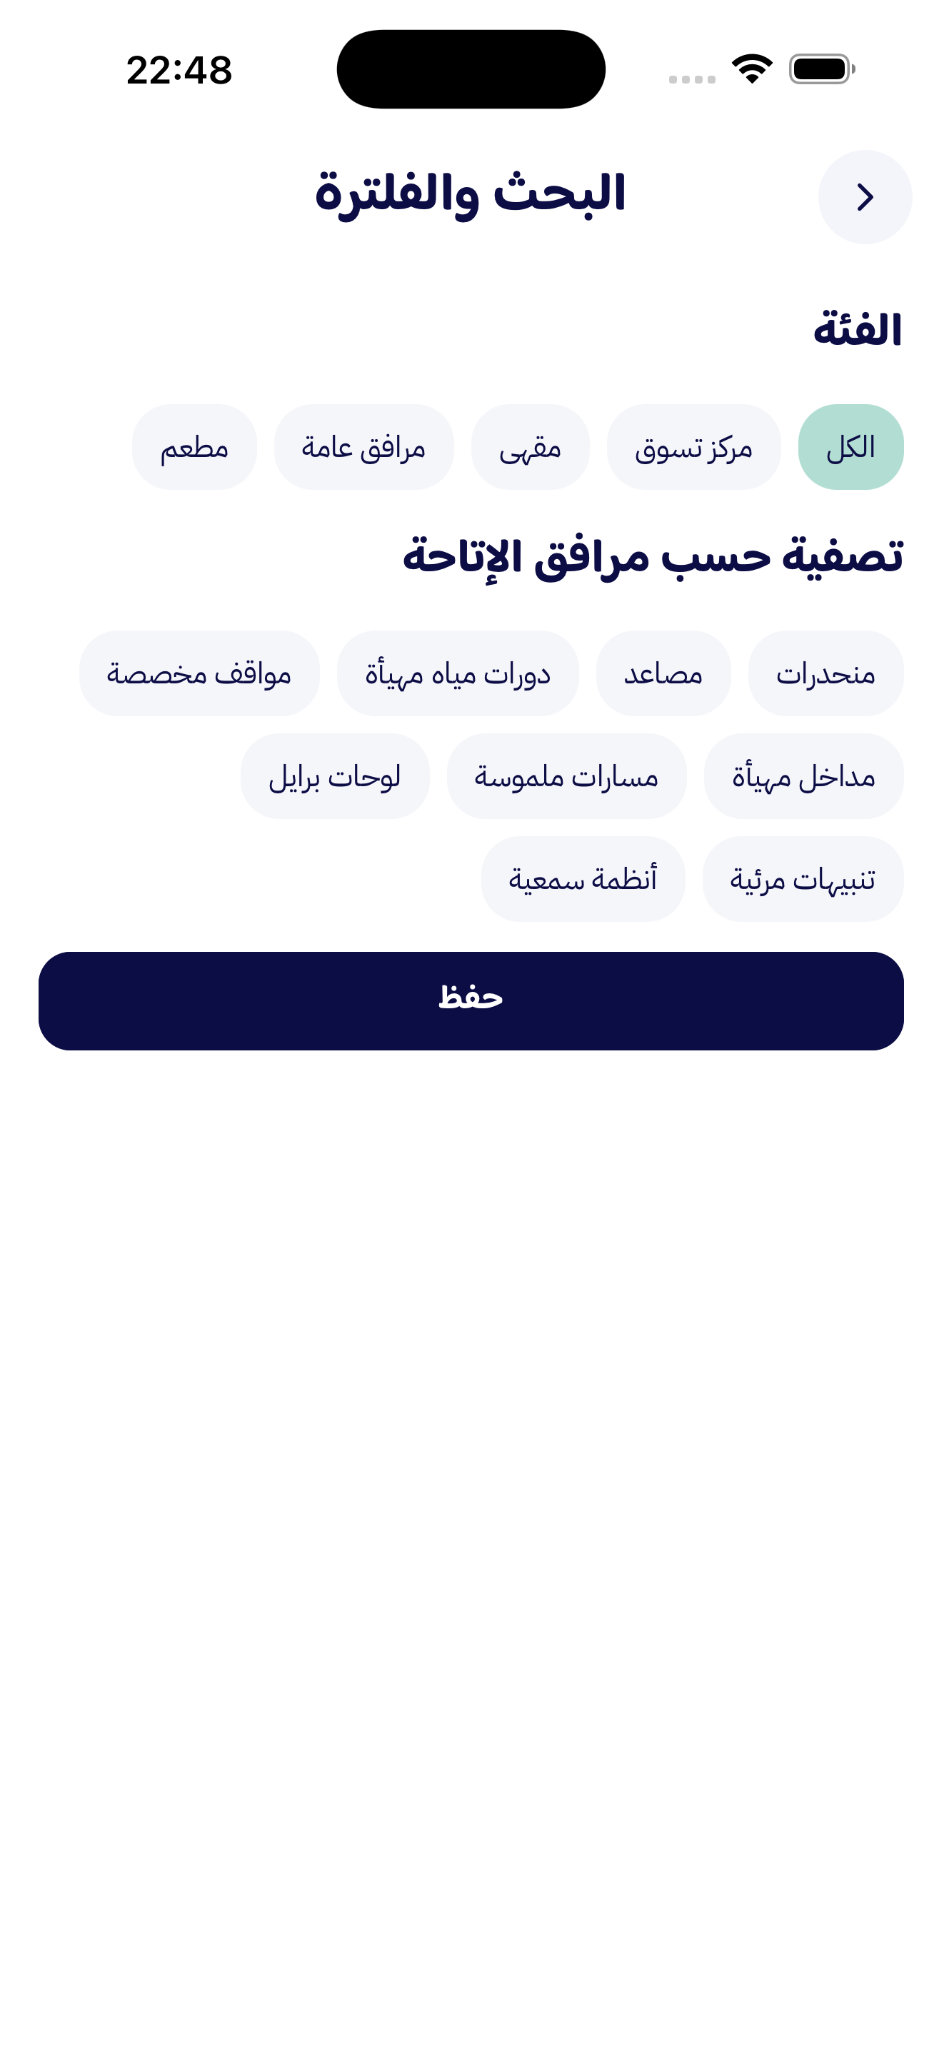 22:48
البحث والفلترة
الفئة
الكل مركز تسوق مقهى مرافق عامة مطعم
تصفية حسب مرافق الإتاحة
منحدرات مصاعد دورات مياه مهيأة مواقف مخصصة
مداخل مهيأة مسارات ملموسة لوحات برايل
تنبيهات مرئية أنظمة سمعية
حفظ